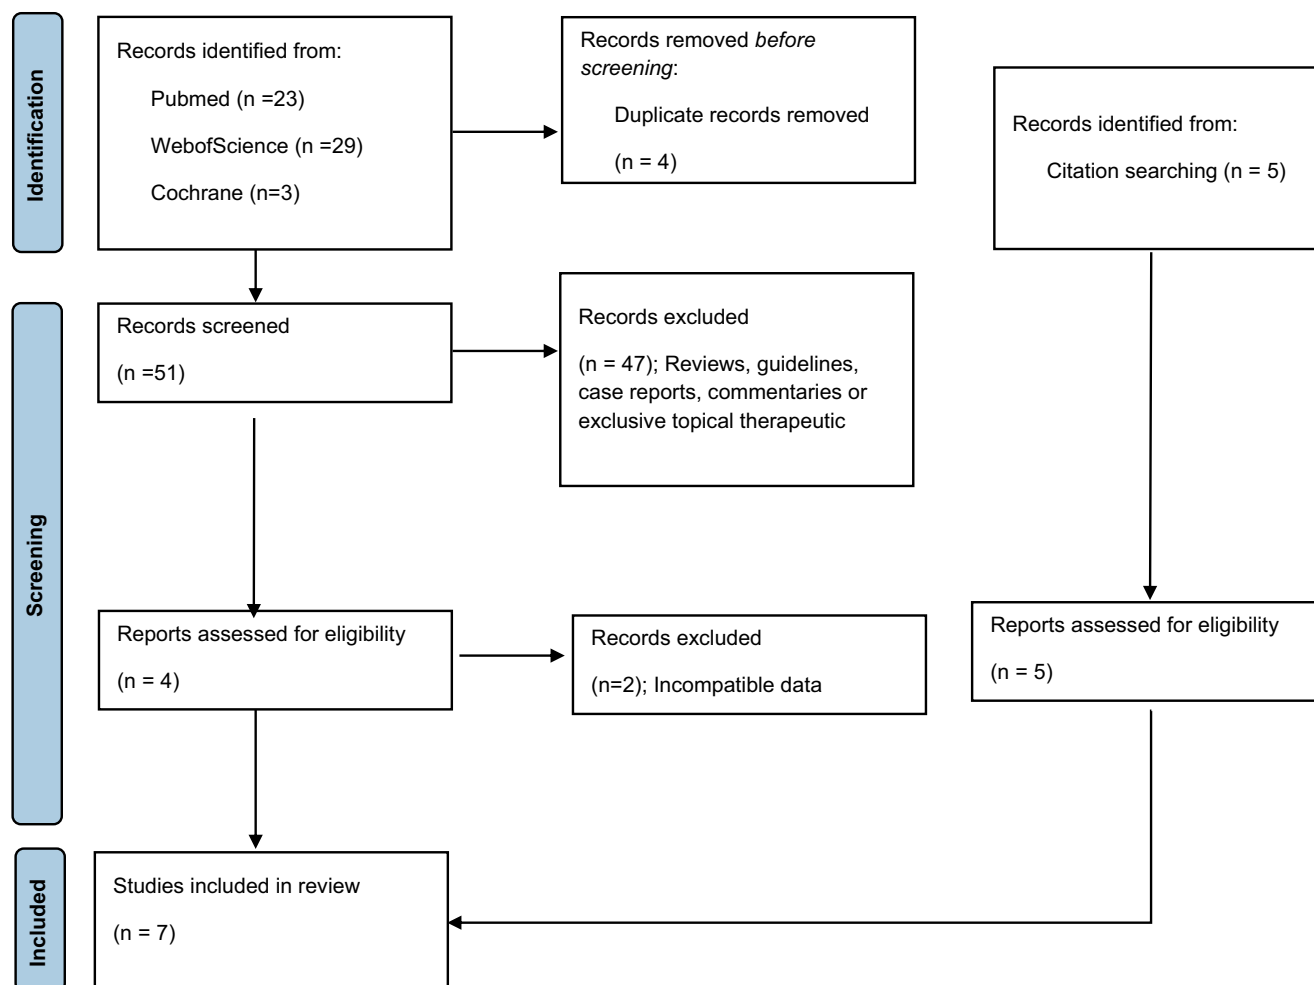 Identification
Records identified from:
Pubmed (n =23)
WebofScience (n =29)
Cochrane (n=3)
Records removed before
screening:
Duplicate records removed
(n = 4)
Records identified from:
Citation searching (n = 5)
Screening
Records screened
(n =51)
Records excluded
(n = 47); Reviews, guidelines,
case reports, commentaries or
exclusive topical therapeutic
Reports assessed for eligibility
(n = 4)
Records excluded
(n=2); Incompatible data
Reports assessed for eligibility
(n = 5)
Included
Studies included in review
(n = 7)